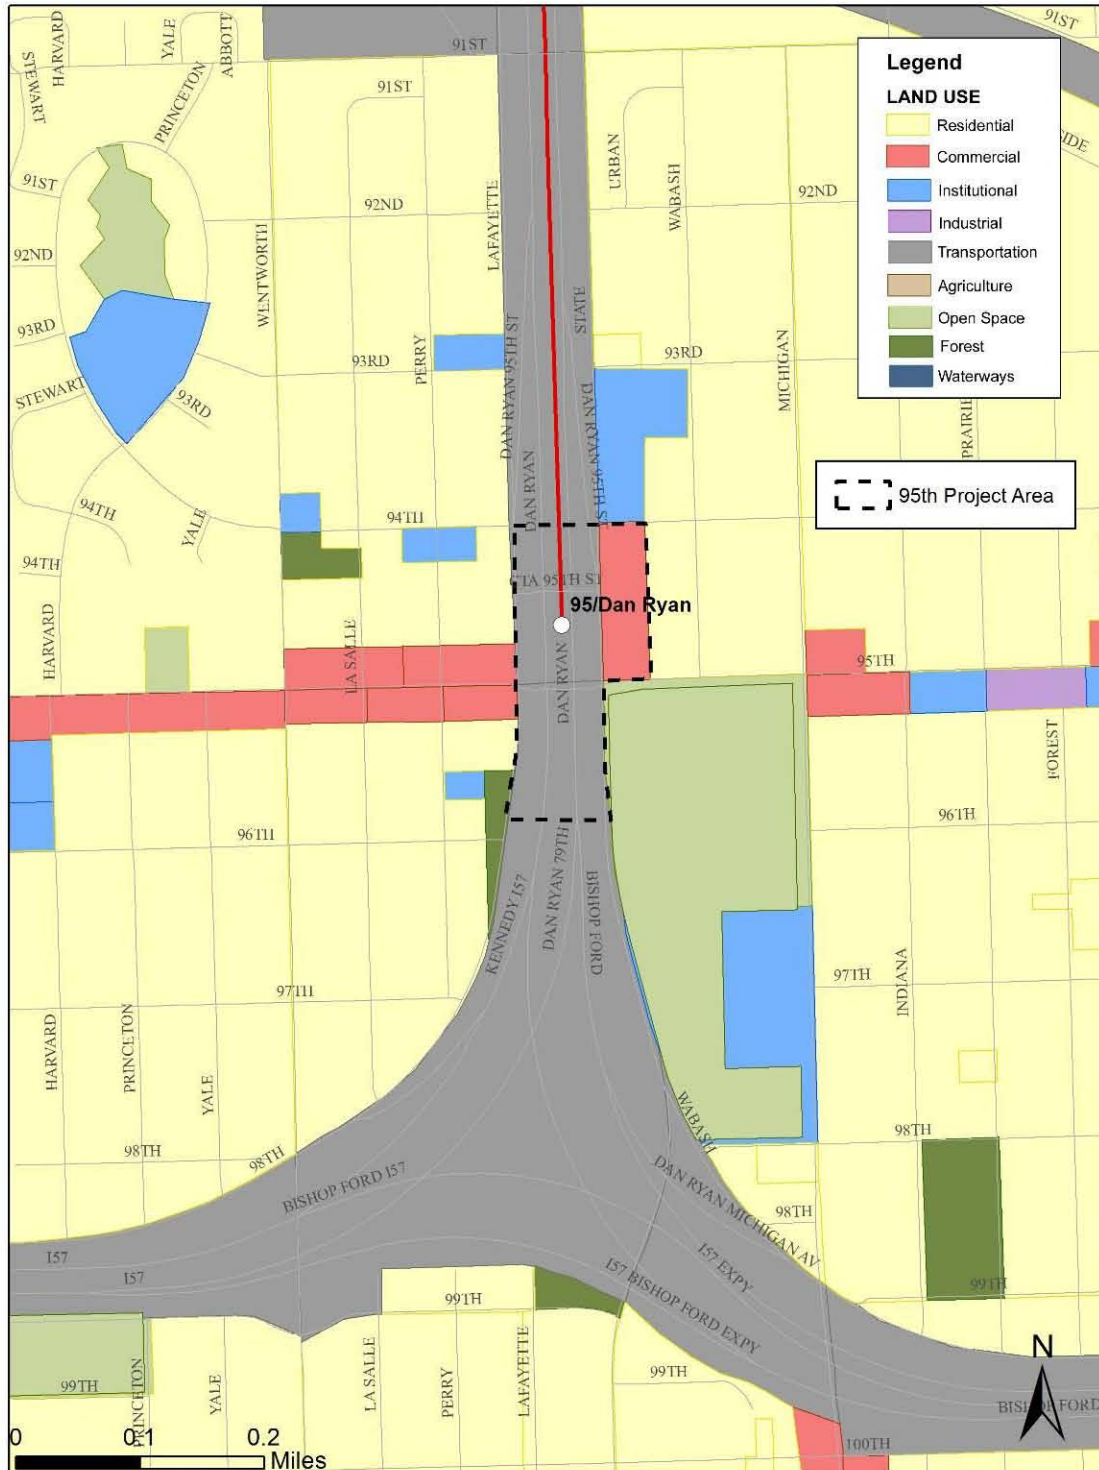 HARVARD
YALE
ABBOTT
STEWART
PRINCETON
91ST
91ST
91ST
Legend
LAND USE
Residential
Commercial
Institutional
Industrial
Transportation
Agriculture
Open Space
Forest
Waterways
91ST
92ND
WENTWORTH
92ND
LAFAYETTE
URBAN
WABASH
92ND
STATE
93RD
93RD
PERRY
93RD
MICHIGAN
STEWART
93RD
DAN RYAN 95TH ST
DAN RYAN
PRAIRIE
95th Project Area
94TH
YALE
94TH
94TH
CTA 95TH ST
95/Dan Ryan
HARVARD
LA SALLE
DAN RYAN
95TH
FOREST
96TH
96TH
KENNEDY I57
DAN RYAN 79TH
BISHOP FORD
97TH
97TH
INDIANA
HARVARD
PRINCETON
YALE
WABASH
98TH
98TH
98TH
BISHOP FORD I57
DAN RYAN MICHIGAN AV
98TH
I57
I57
I57 EXPY
I57 BISHOP FORD EXPY
99TH
99TH
99TH
99TH
PRINCETON
YALE
LA SALLE
PERRY
LAFAYETTE
N
BISHOP FORD
100TH
0 0.1 0.2
Miles